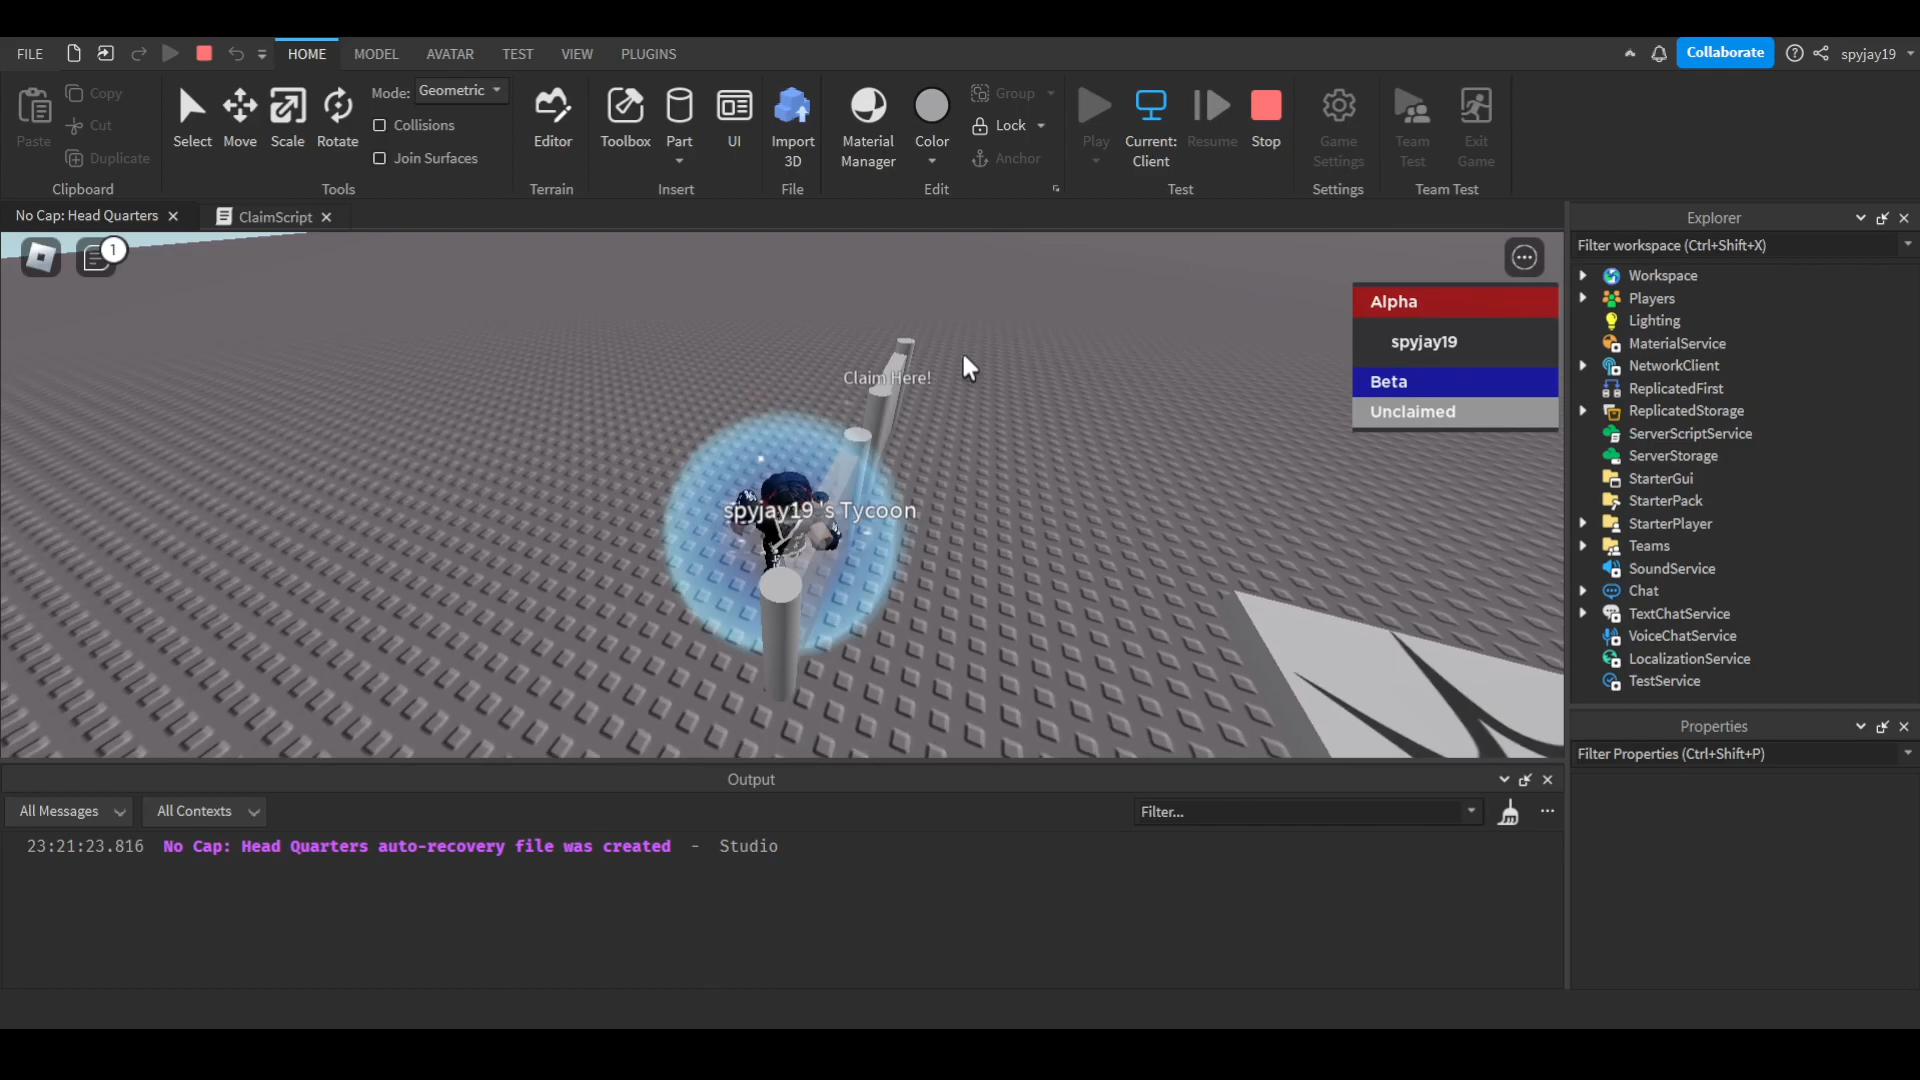 FILE HOME MODEL AVATAR TEST VIEW PLUGINS Collaborate spyjay19
Paste Copy Cut Duplicate
Clipboard
Select Move Scale Rotate
Mode: Geometric
Collisions
Join Surfaces
Tools
Editor
Terrain
Toolbox Part UI
Insert
Import
3D
File
Material
Manager
Color
Group
Lock
Anchor
Edit
Play
Current:
Client
Resume Stop
Test
Game
Settings
Settings
Team
Test
Exit
Game
Team Test
No Cap: Head Quarters ClaimScript
1
Claim Here!
spyjay19 's Tycoon
Alpha
spyjay19
Beta
Unclaimed
Explorer
Filter workspace (Ctrl+Shift+X)
Workspace
Players
Lighting
MaterialService
NetworkClient
ReplicatedFirst
ReplicatedStorage
ServerScriptService
ServerStorage
StarterGui
StarterPack
StarterPlayer
Teams
SoundService
Chat
TextChatService
VoiceChatService
LocalizationService
TestService
Properties
Filter Properties (Ctrl+Shift+P)
Output
All Messages All Contexts Filter...
23:21:23.816 No Cap: Head Quarters auto-recovery file was created - Studio